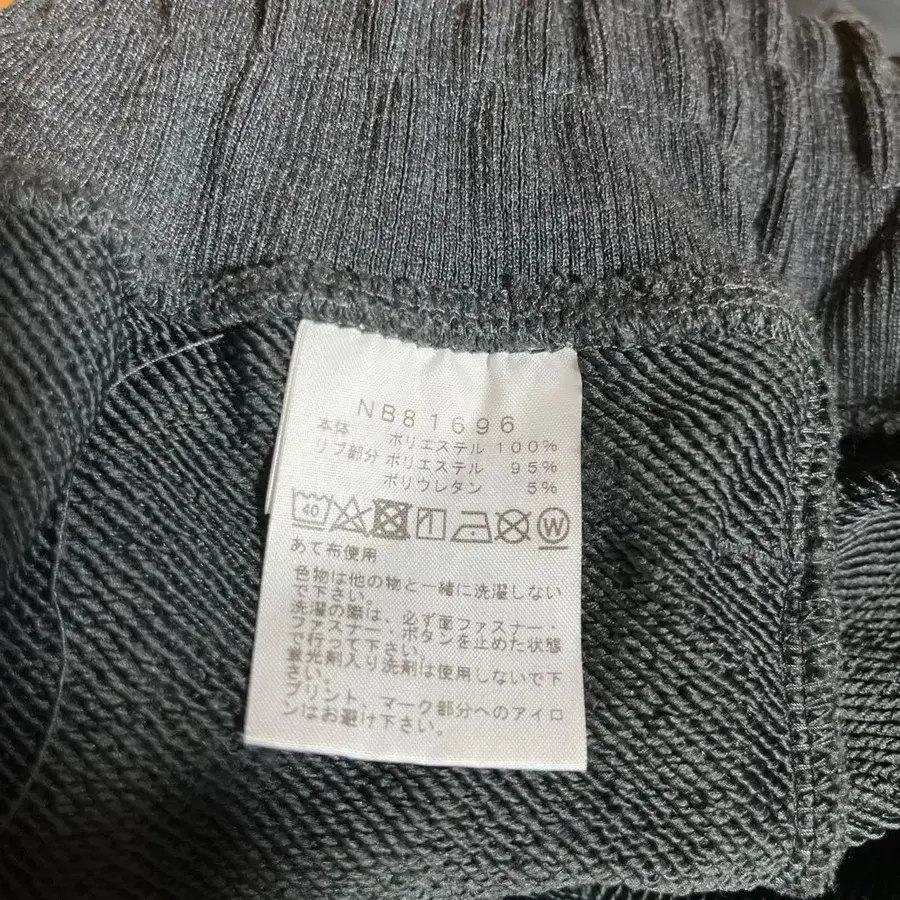 NB81696
本体 ポリエステル 100%
リブ部分 ポリエステル 95%
ポリウレタン 5%
40 W
あて布使用
色物は他の物と一緒に洗濯しない
で下さい。
洗濯の際は、必ず面ファスナー・
ファスナー・ボタンを止めた状態
で行って下さい。
蛍光剤入り洗剤は使用しないで下
さい。
プリント、マーク部分へのアイロ
ンはお避け下さい。